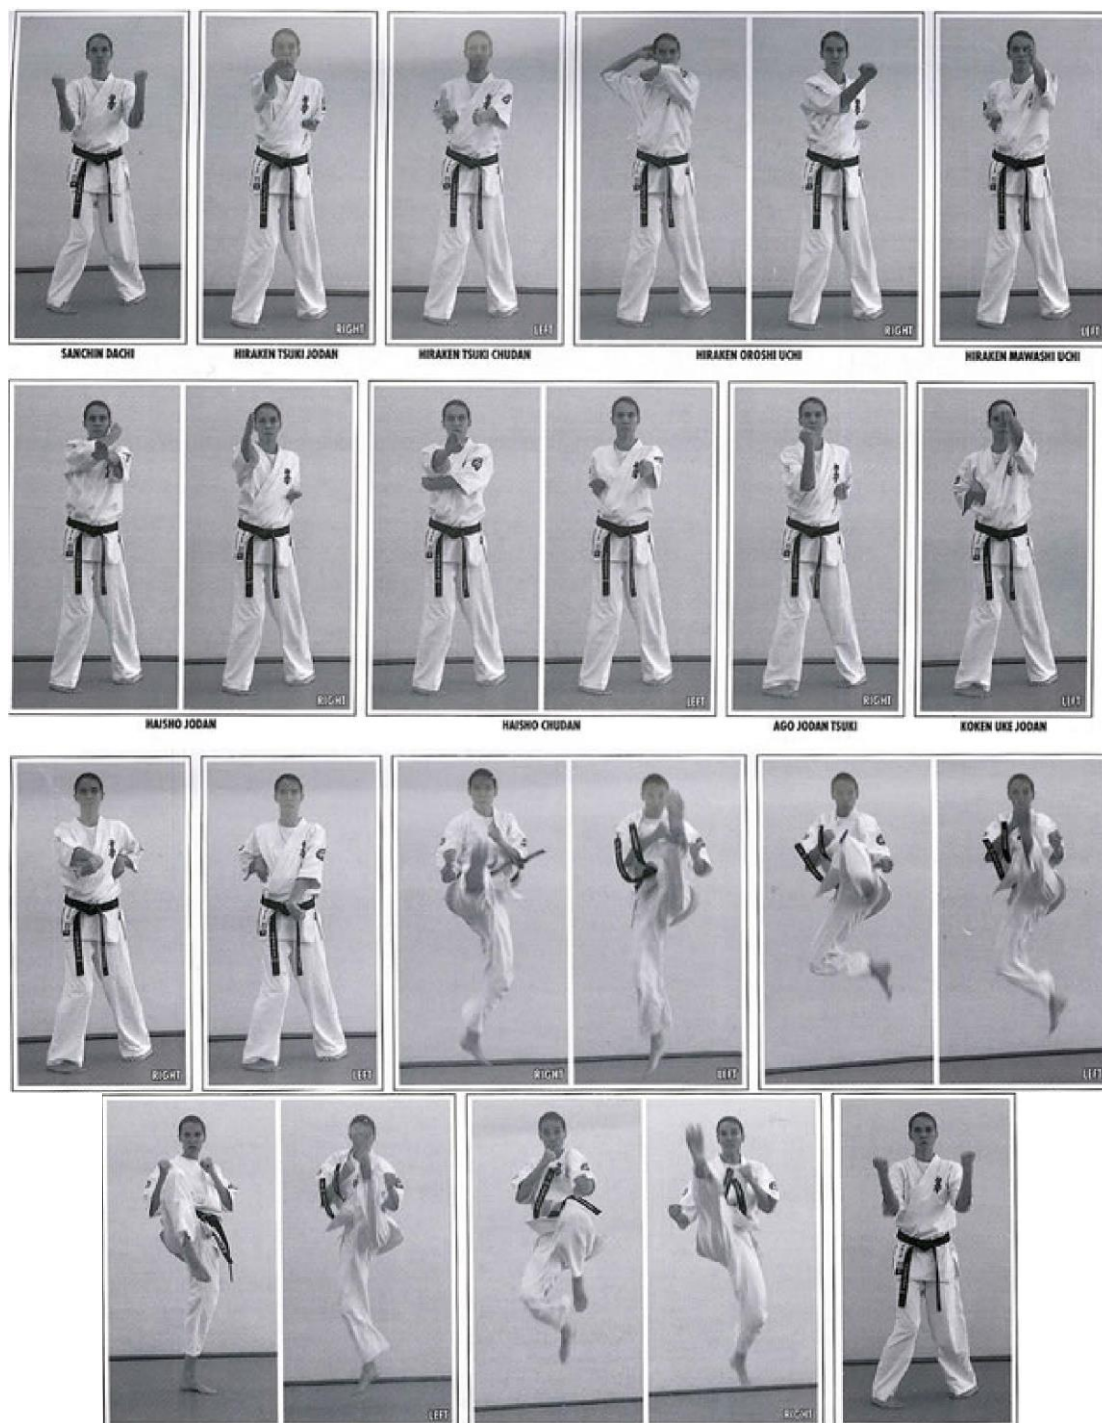 RIGHT
LEFT
RIGHT
LEFT
SANCHIN DACHI
HIRAKEN TSUKI JODAN
HIRAKEN TSUKI CHUDAN
HIRAKEN OROSHI UCHI
HIRAKEN MAWASHI UCHI
RIGHT
LEFT
RIGHT
LEFT
HAISHO JODAN
HAISHO CHUDAN
AGO JODAN TSUKI
KOKEN UKE JODAN
RIGHT
LEFT
RIGHT
LEFT
LEFT
LEFT
RIGHT